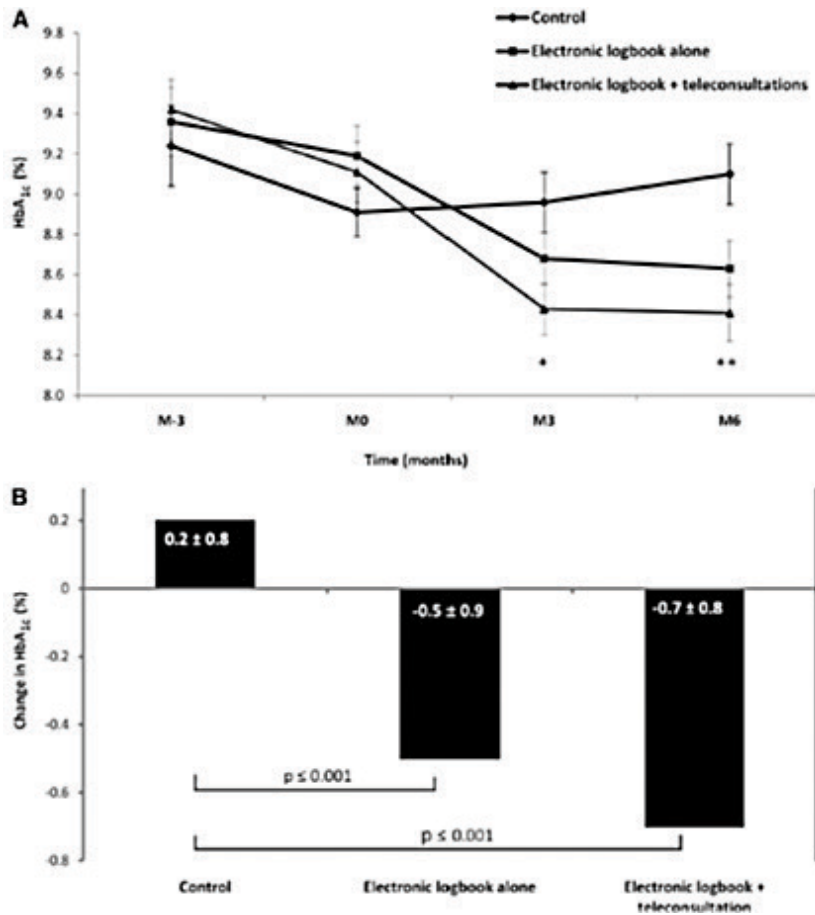 A
Control
Electronic logbook alone
Electronic logbook + teleconsultations
9.8
9.6
9.4
9.2
9.0
8.8
8.6
8.4
8.2
8.0
HbA1c (%)
M-3 M0 M3 M6
Time (months)
B
0.2
0
-0.2
-0.4
-0.6
-0.8
Change in HbA1c (%)
0.2 ± 0.8
-0.5 ± 0.9
-0.7 ± 0.8
p ≤ 0.001
p ≤ 0.001
Control Electronic logbook alone Electronic logbook +
teleconsultation